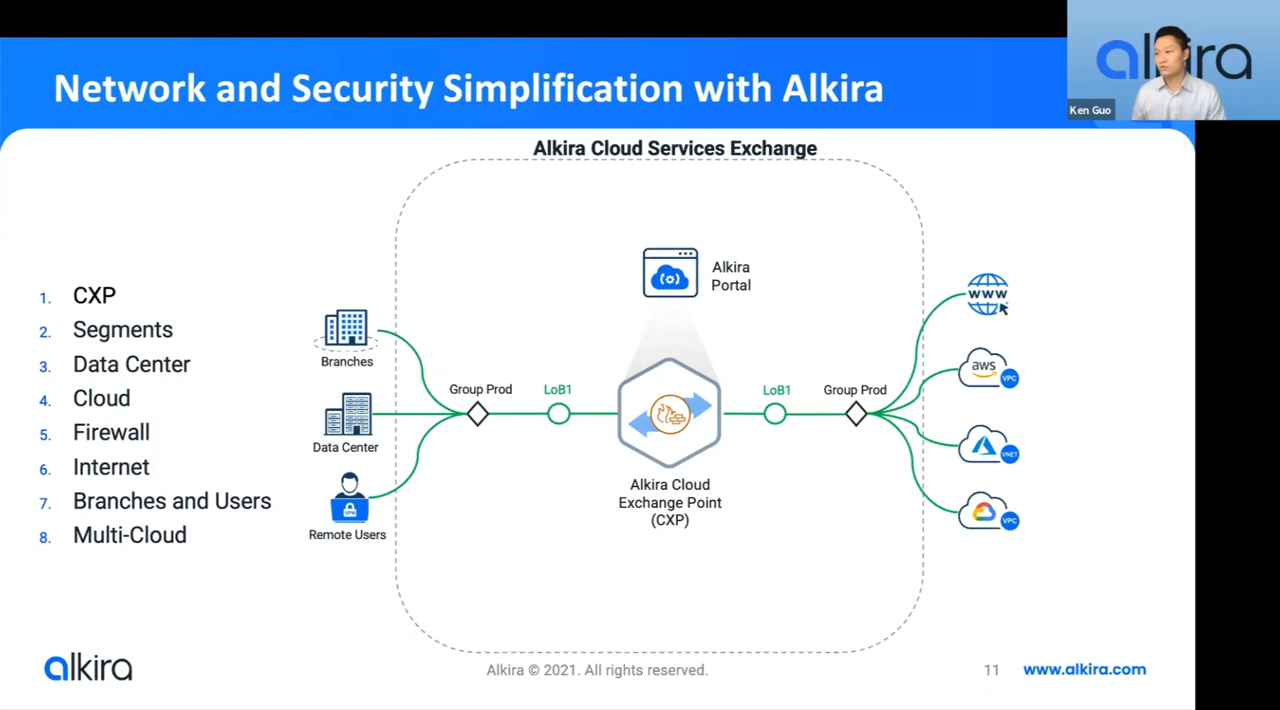 Network and Security Simplification with Alkira
alkira
Ken Guo
Alkira Cloud Services Exchange
Alkira
Portal
1. CXP
2. Segments
3. Data Center
4. Cloud
5. Firewall
6. Internet
7. Branches and Users
8. Multi-Cloud
Branches
Data Center
VPN
Remote Users
Group Prod
LoB1
Alkira Cloud
Exchange Point
(CXP)
LoB1
Group Prod
www
aws
VPC
VNET
VPC
alkira
Alkira © 2021. All rights reserved.
11
www.alkira.com